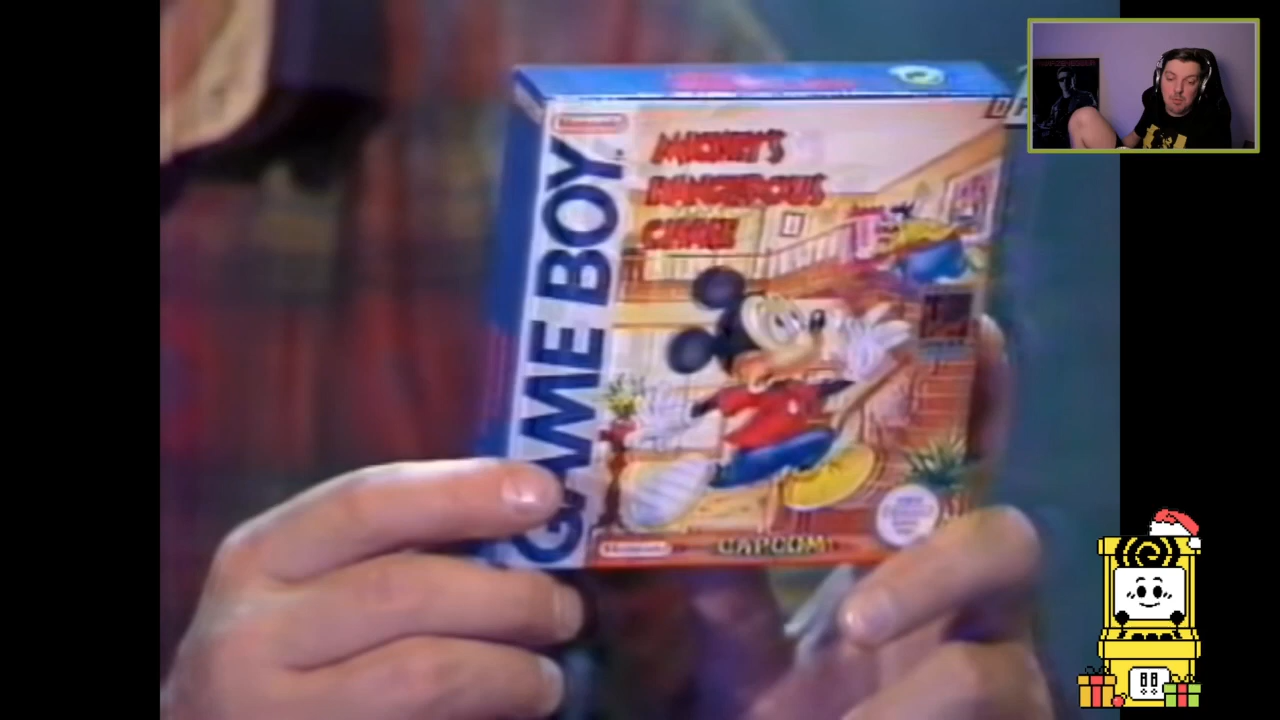 Nintendo
GAME BOY
MICKEY'S
DANGEROUS
CHASE
Nintendo
CAPCOM